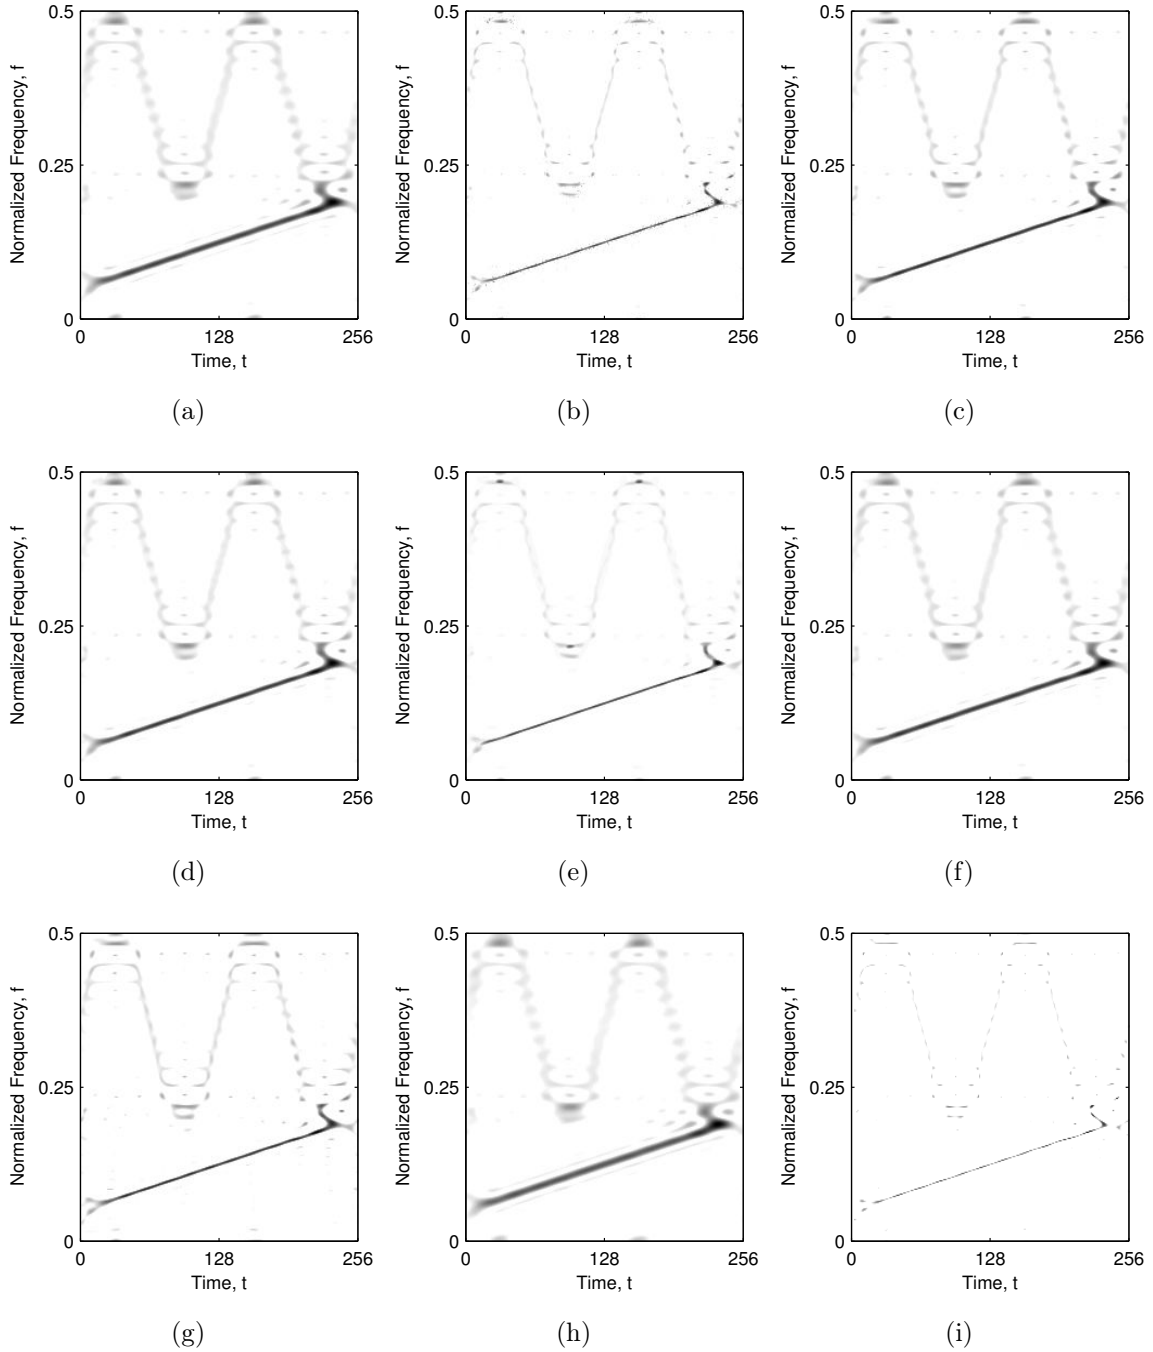 0.5
0.5
0.5
Normalized Frequency, f
Normalized Frequency, f
Normalized Frequency, f
0.25
0.25
0.25
0
0
0
0 128 256
0 128 256
0 128 256
Time, t
Time, t
Time, t
(a)
(b)
(c)
0.5
0.5
0.5
Normalized Frequency, f
Normalized Frequency, f
Normalized Frequency, f
0.25
0.25
0.25
0
0
0
0 128 256
0 128 256
0 128 256
Time, t
Time, t
Time, t
(d)
(e)
(f)
0.5
0.5
0.5
Normalized Frequency, f
Normalized Frequency, f
Normalized Frequency, f
0.25
0.25
0.25
0
0
0
0 128 256
0 128 256
0 128 256
Time, t
Time, t
Time, t
(g)
(h)
(i)